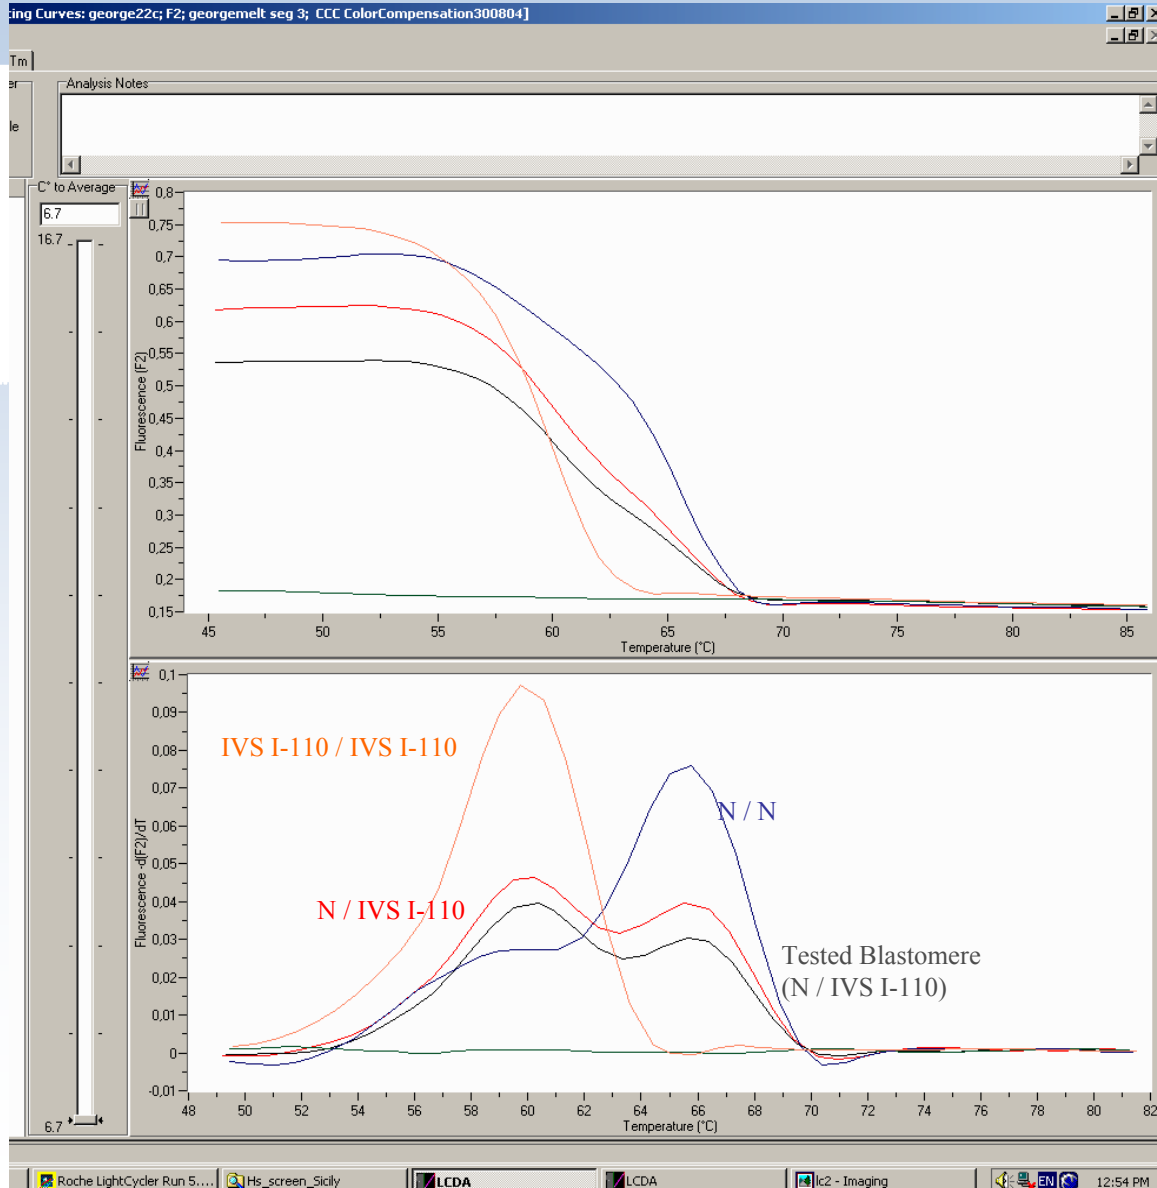 cing Curves: george22c; F2; georgemelt seg 3;  CCC ColorCompensation300804]
Tm
er
Analysis Notes
le
C° to Average
6.7
16.7
6.7
0,8
0,75
0,7
0,65
0,6
0,55
0,5
0,45
0,4
0,35
0,3
0,25
0,2
0,15
Fluorescence (F2)
45 50 55 60 65 70 75 80 85
Temperature (°C)
0,1
0,09
0,08
0,07
0,06
0,05
0,04
0,03
0,02
0,01
0
-0,01
Fluorescence -d(F2)/dT
IVS I-110 / IVS I-110
N / N
N / IVS I-110
Tested Blastomere
(N / IVS I-110)
48 50 52 54 56 58 60 62 64 66 68 70 72 74 76 78 80 82
Temperature (°C)
Roche LightCycler Run 5.... Hs_screen_Sicily LCDA LCDA lc2 - Imaging EN 12:54 PM